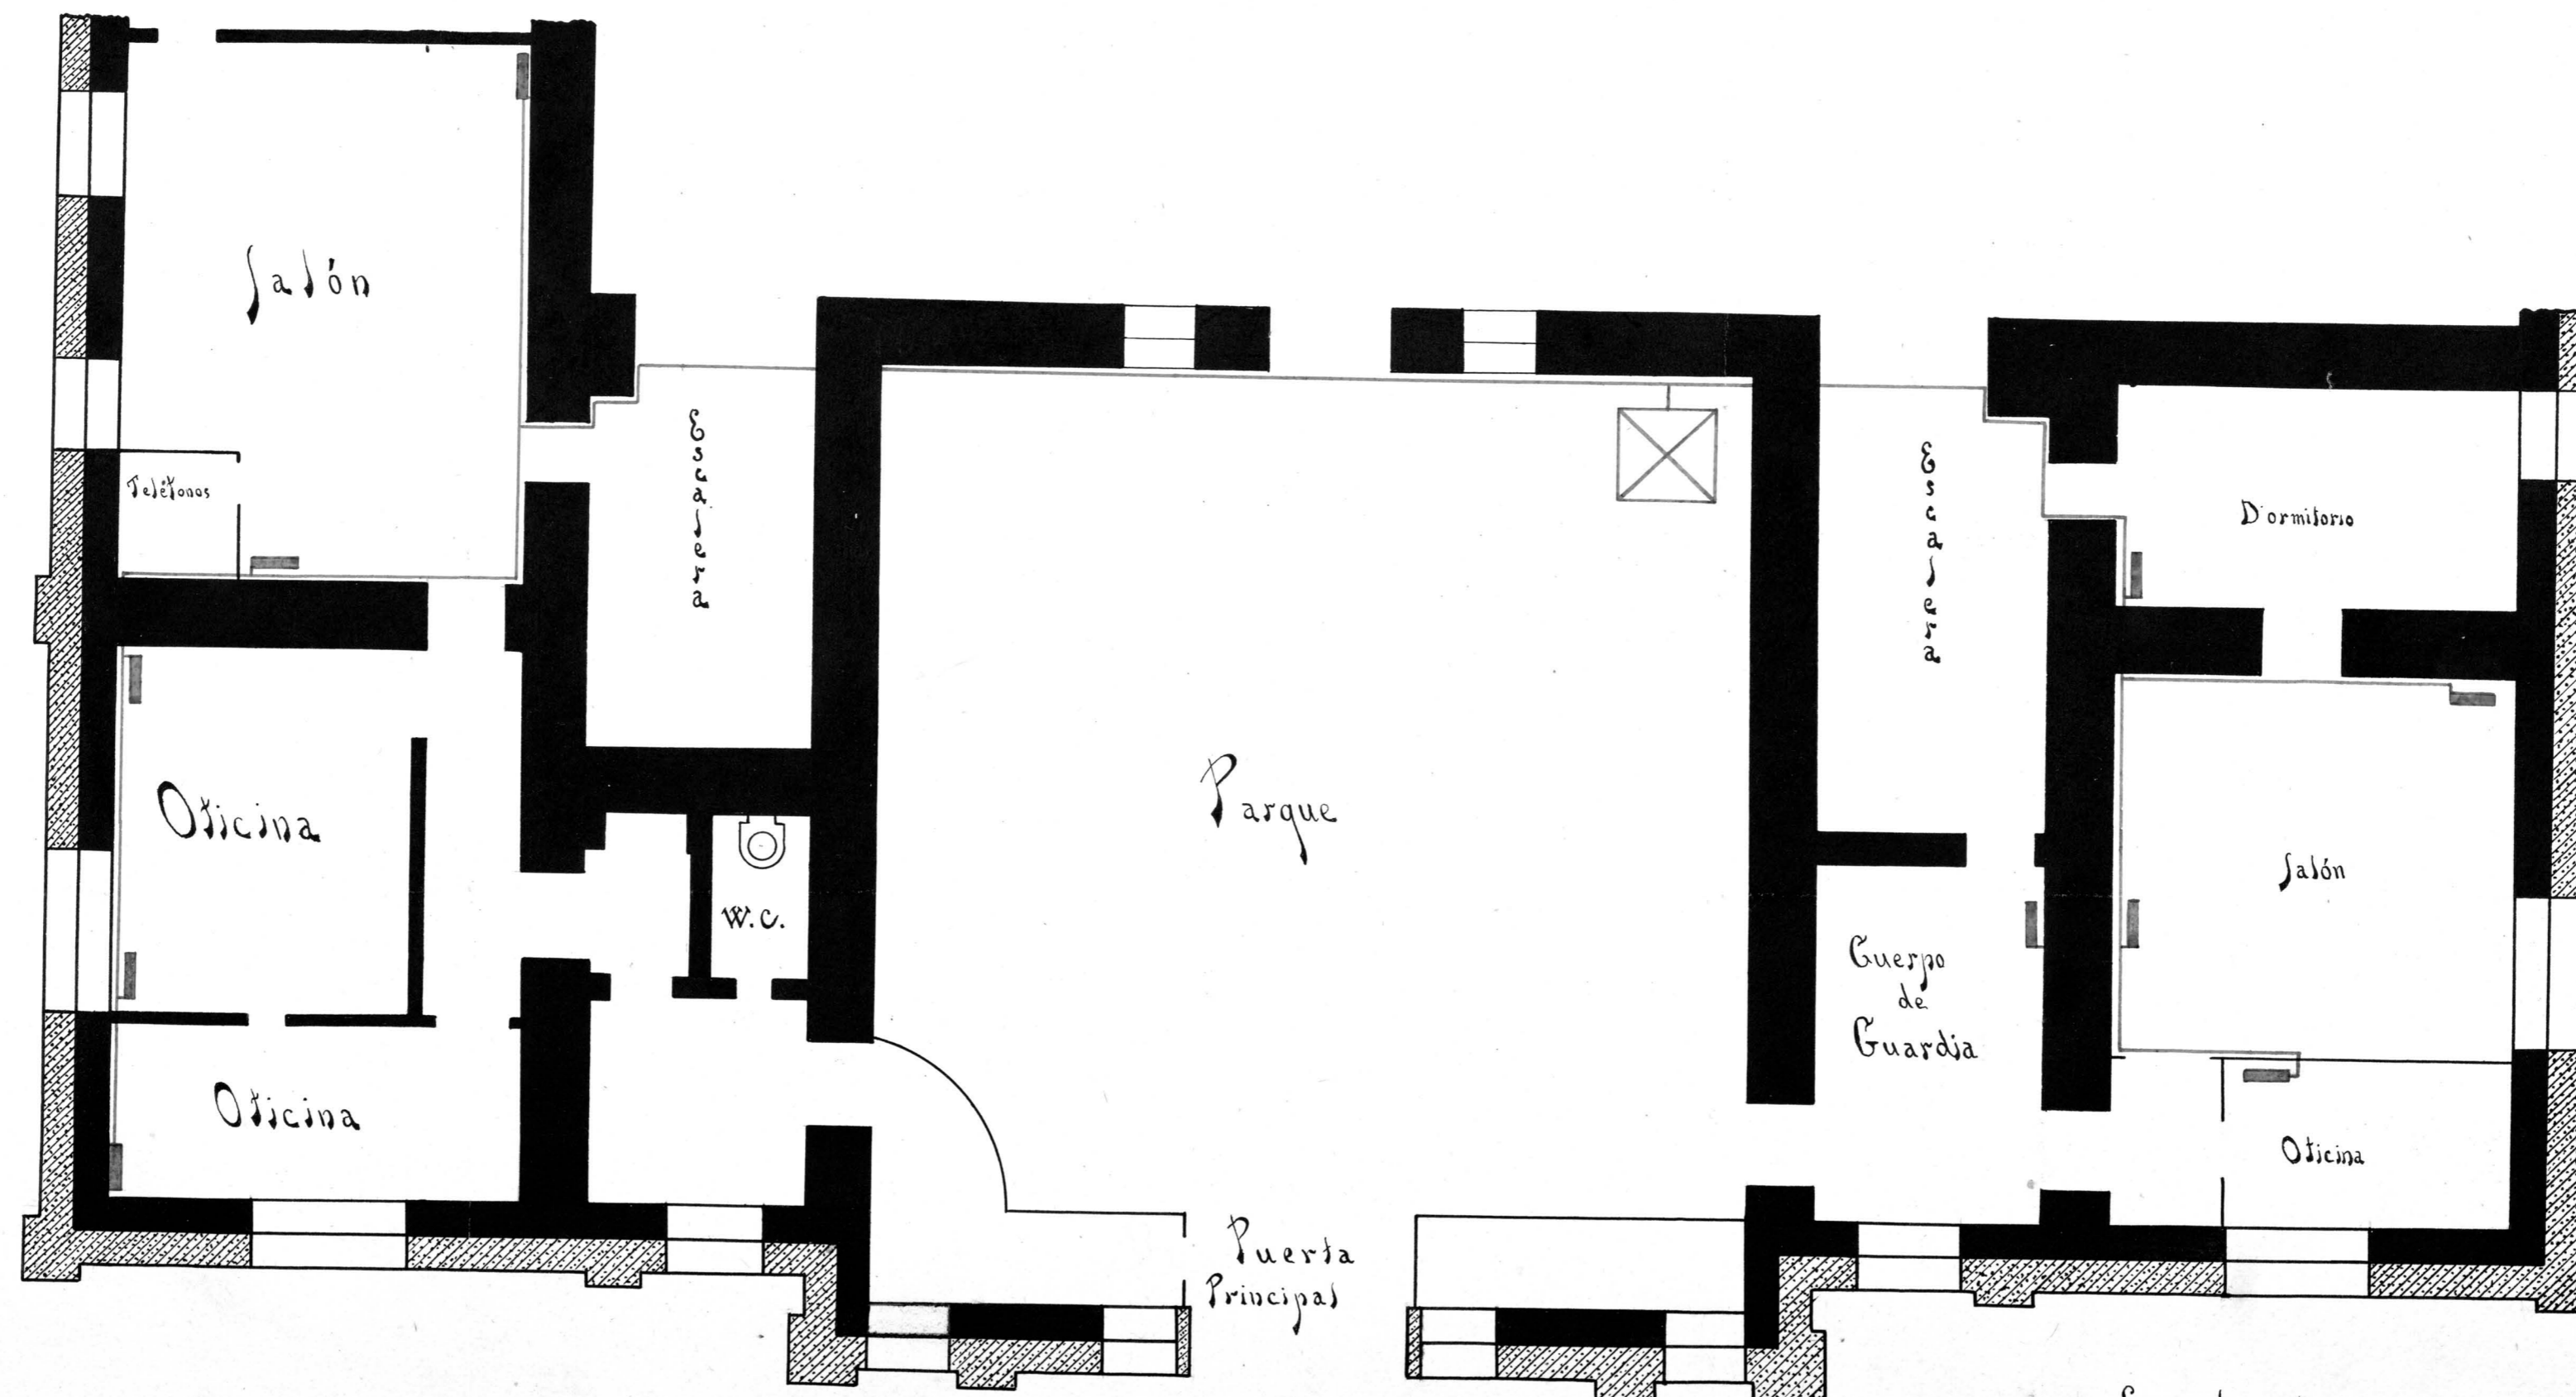 Salón
Teléfonos
Escalera
Oficina
Oficina
W.C.
Parque
Puerta
Principal
Escalera
Cuerpo
de
Guardia
Dormitorio
Salón
Oficina